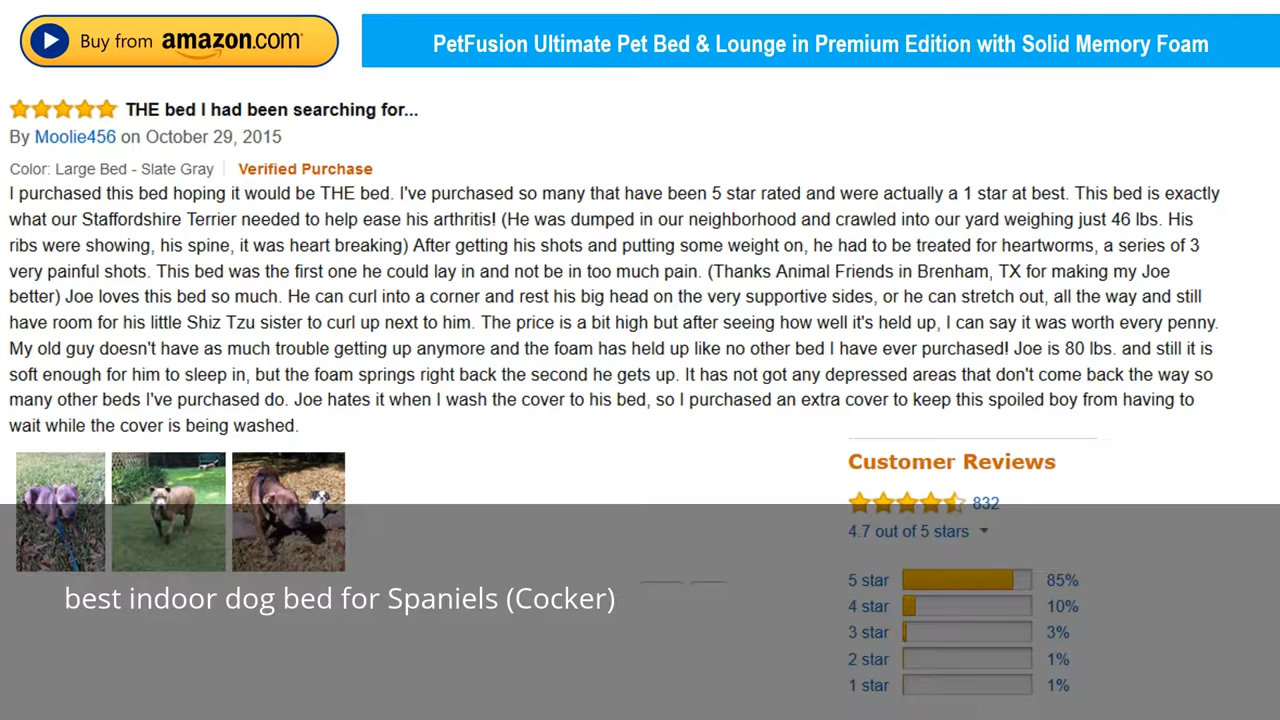 Buy from amazon.com
PetFusion Ultimate Pet Bed & Lounge in Premium Edition with Solid Memory Foam
THE bed I had been searching for...
By Moolie456 on October 29, 2015
Color: Large Bed - Slate Gray Verified Purchase
I purchased this bed hoping it would be THE bed. I've purchased so many that have been 5 star rated and were actually a 1 star at best. This bed is exactly
what our Staffordshire Terrier needed to help ease his arthritis! (He was dumped in our neighborhood and crawled into our yard weighing just 46 lbs. His
ribs were showing, his spine, it was heart breaking) After getting his shots and putting some weight on, he had to be treated for heartworms, a series of 3
very painful shots. This bed was the first one he could lay in and not be in too much pain. (Thanks Animal Friends in Brenham, TX for making my Joe
better) Joe loves this bed so much. He can curl into a corner and rest his big head on the very supportive sides, or he can stretch out, all the way and still
have room for his little Shiz Tzu sister to curl up next to him. The price is a bit high but after seeing how well it's held up, I can say it was worth every penny.
My old guy doesn't have as much trouble getting up anymore and the foam has held up like no other bed I have ever purchased! Joe is 80 lbs. and still it is
soft enough for him to sleep in, but the foam springs right back the second he gets up. It has not got any depressed areas that don't come back the way so
many other beds I've purchased do. Joe hates it when I wash the cover to his bed, so I purchased an extra cover to keep this spoiled boy from having to
wait while the cover is being washed.
Customer Reviews
832
4.7 out of 5 stars
5 star 85%
4 star 10%
3 star 3%
2 star 1%
1 star 1%
best indoor dog bed for Spaniels (Cocker)